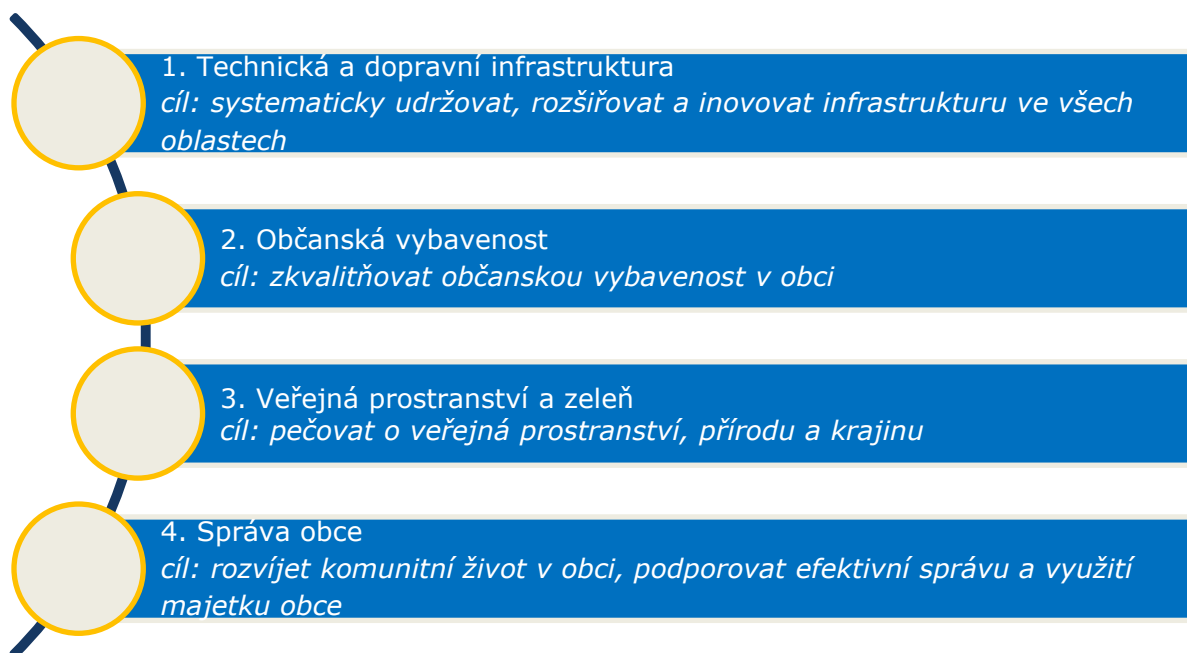 1. Technická a dopravní infrastruktura
cíl: systematicky udržovat, rozšiřovat a inovovat infrastrukturu ve všech
oblastech
2. Občanská vybavenost
cíl: zkvalitňovat občanskou vybavenost v obci
3. Veřejná prostranství a zeleň
cíl: pečovat o veřejná prostranství, přírodu a krajinu
4. Správa obce
cíl: rozvíjet komunitní život v obci, podporovat efektivní správu a využití
majetku obce